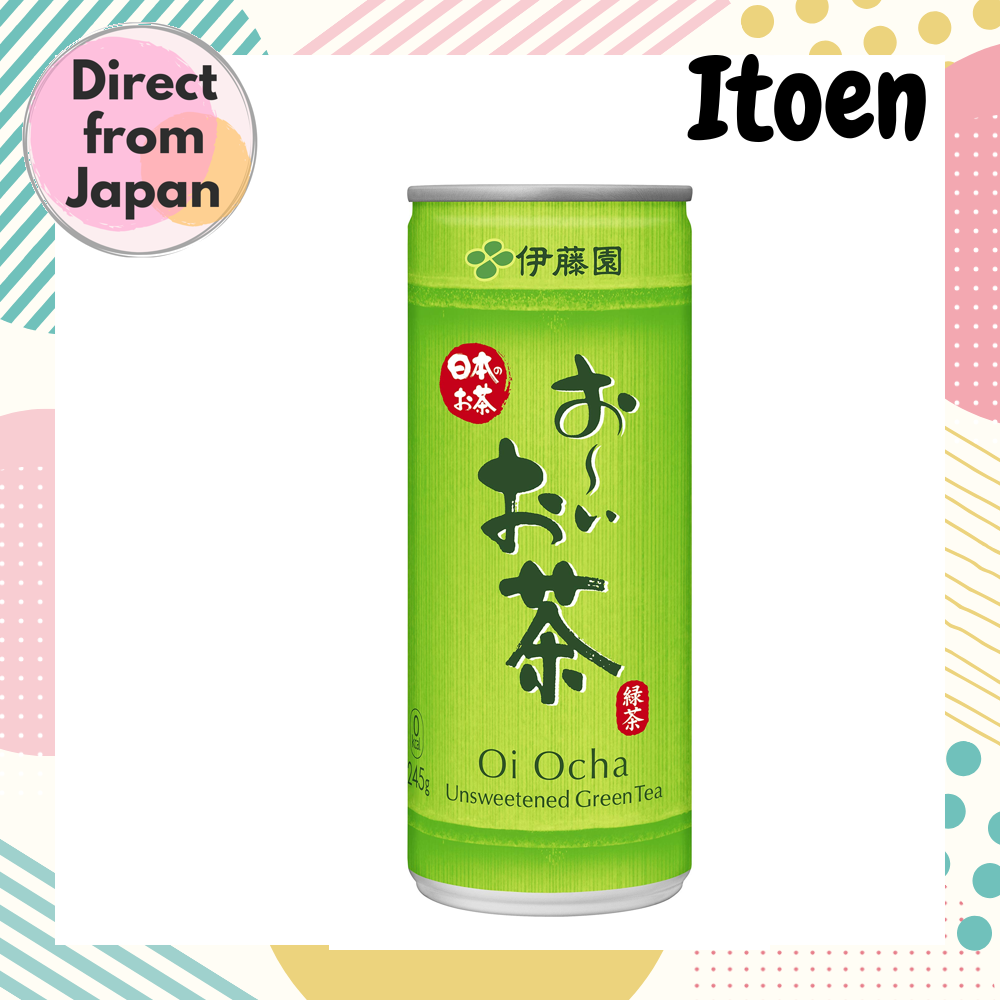 Direct
from
Japan
Itoen
伊藤園
日本の
お茶
お〜い
お茶
緑茶
0
kcal
245g
Oi Ocha
Unsweetened Green Tea